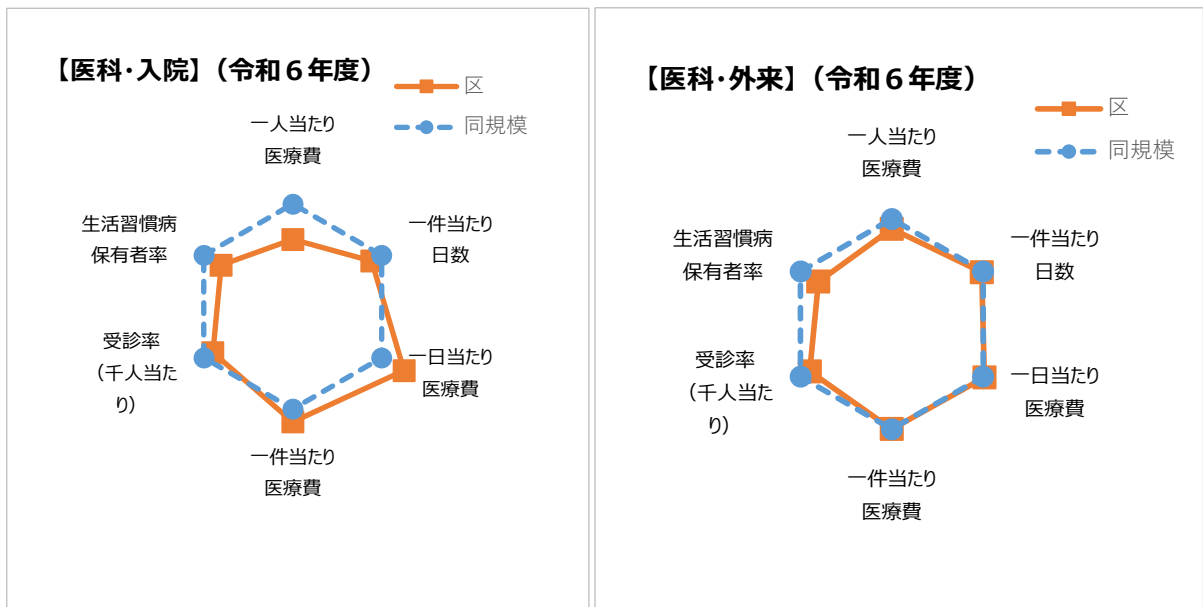 【医科・入院】（令和６年度）
区
同規模
一人当たり
医療費
一件当たり
日数
一日当たり
医療費
一件当たり
医療費
受診率
（千人当た
り）
生活習慣病
保有者率
【医科・外来】（令和６年度）
区
同規模
一人当たり
医療費
一件当たり
日数
一日当たり
医療費
一件当たり
医療費
受診率
（千人当た
り）
生活習慣病
保有者率